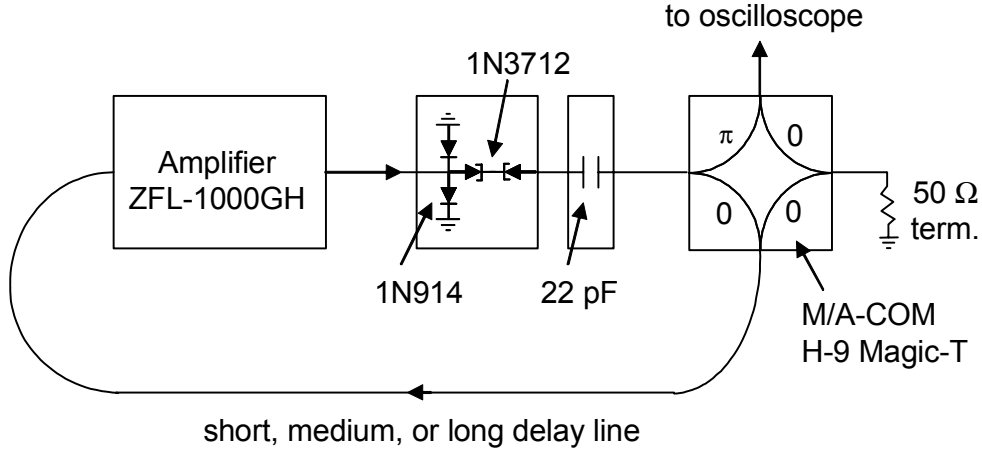 to oscilloscope
1N3712
Amplifier
ZFL-1000GH
π
0
0
0
50 Ω
term.
1N914
22 pF
M/A-COM
H-9 Magic-T
short, medium, or long delay line